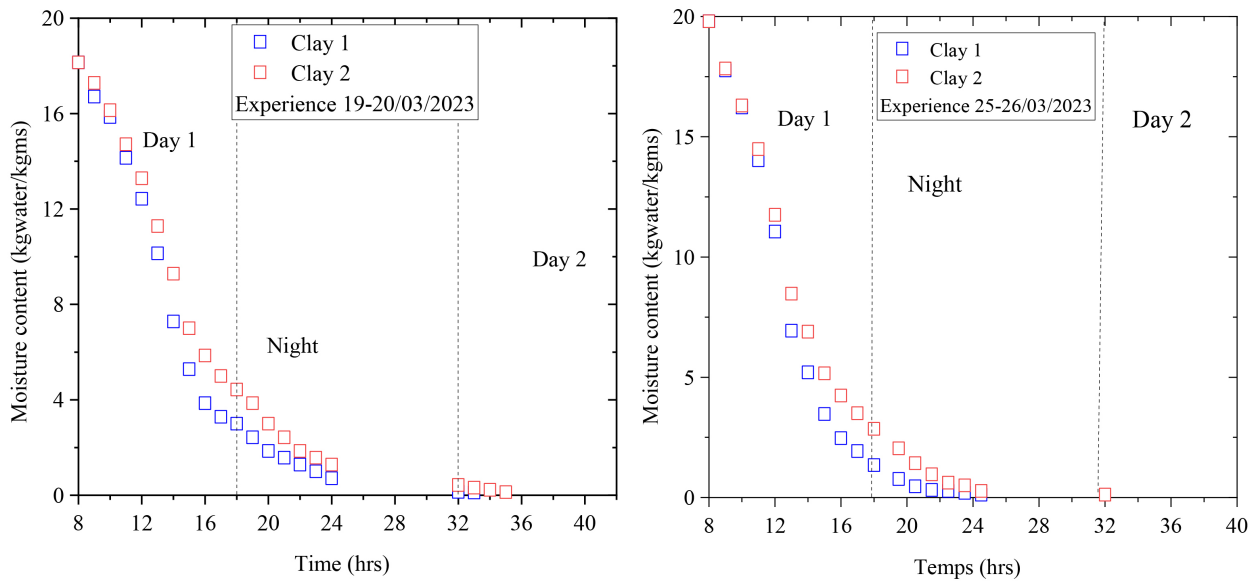 20
16
12
8
4
0
8
12
16
20
24
28
32
36
40
Moisture content (kgwater/kgms)
Time (hrs)
Clay 1
Clay 2
Experience 19-20/03/2023
Day 1
Night
Day 2
20
15
10
5
0
8
12
16
20
24
28
32
36
40
Moisture content (kgwater/kgms)
Temps (hrs)
Clay 1
Clay 2
Experience 25-26/03/2023
Day 1
Night
Day 2